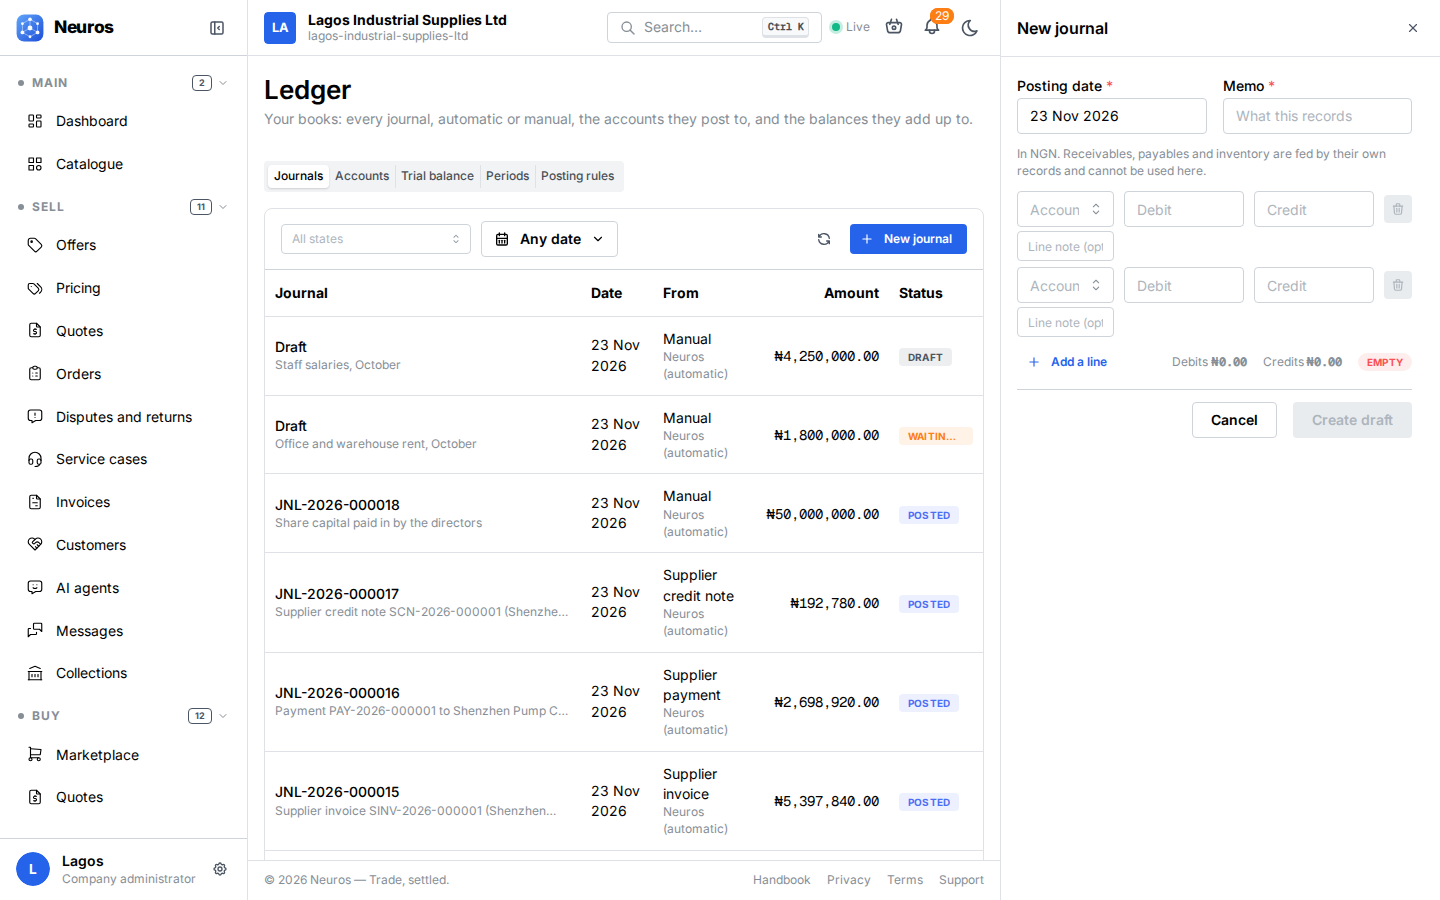 Neuros
MAIN
2
Dashboard
Catalogue
SELL
11
Offers
Pricing
Quotes
Orders
Disputes and returns
Service cases
Invoices
Customers
AI agents
Messages
Collections
BUY
12
Marketplace
Quotes
L
Lagos
Company administrator
LA
Lagos Industrial Supplies Ltd
lagos-industrial-supplies-ltd
Search...
Ctrl K
Live
29
Ledger
Your books: every journal, automatic or manual, the accounts they post to, and the balances they add up to.
Journals
Accounts
Trial balance
Periods
Posting rules
All states
Any date
New journal
Journal Date From Amount Status
Draft
Staff salaries, October
23 Nov
2026
Manual
Neuros
(automatic)
₦4,250,000.00
DRAFT
Draft
Office and warehouse rent, October
23 Nov
2026
Manual
Neuros
(automatic)
₦1,800,000.00
WAITIN...
JNL-2026-000018
Share capital paid in by the directors
23 Nov
2026
Manual
Neuros
(automatic)
₦50,000,000.00
POSTED
JNL-2026-000017
Supplier credit note SCN-2026-000001 (Shenzhe...
23 Nov
2026
Supplier
credit note
Neuros
(automatic)
₦192,780.00
POSTED
JNL-2026-000016
Payment PAY-2026-000001 to Shenzhen Pump C...
23 Nov
2026
Supplier
payment
Neuros
(automatic)
₦2,698,920.00
POSTED
JNL-2026-000015
Supplier invoice SINV-2026-000001 (Shenzhen...
23 Nov
2026
Supplier
invoice
Neuros
(automatic)
₦5,397,840.00
POSTED
© 2026 Neuros — Trade, settled.
Handbook
Privacy
Terms
Support
New journal
Posting date *
Memo *
23 Nov 2026
What this records
In NGN. Receivables, payables and inventory are fed by their own
records and cannot be used here.
Accoun
Debit
Credit
Line note (opt
Accoun
Debit
Credit
Line note (opt
Add a line
Debits ₦0.00
Credits ₦0.00
EMPTY
Cancel
Create draft